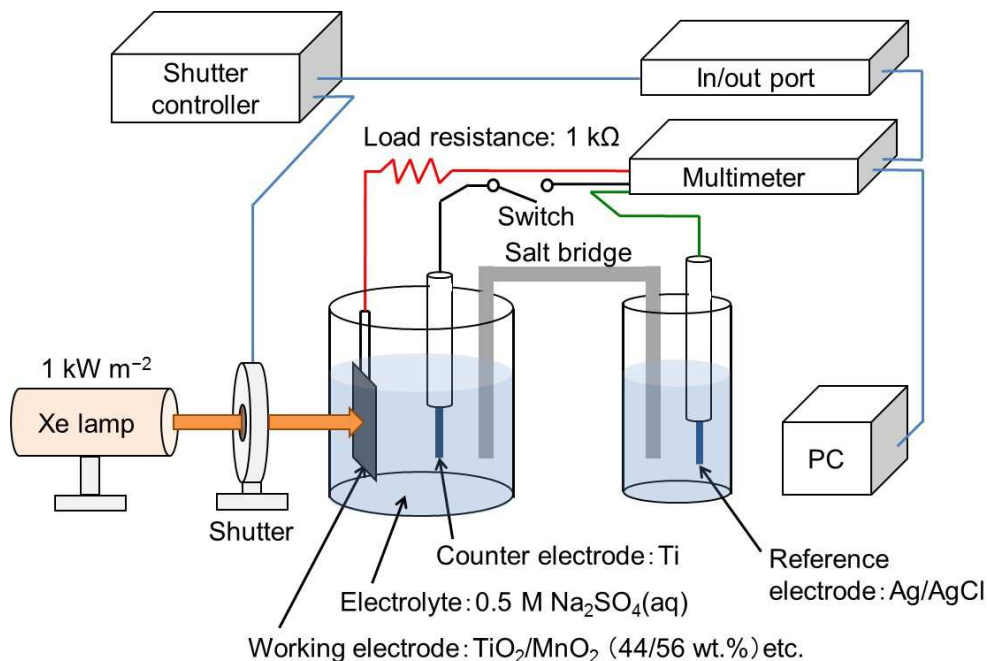 Shutter
controller
In/out port
Load resistance: 1 kΩ
Multimeter
Switch
Salt bridge
1 kW m⁻²
Xe lamp
PC
Shutter
Counter electrode：Ti
Reference
electrode：Ag/AgCl
Electrolyte：0.5 M Na₂SO₄(aq)
Working electrode：TiO₂/MnO₂（44/56 wt.%）etc.